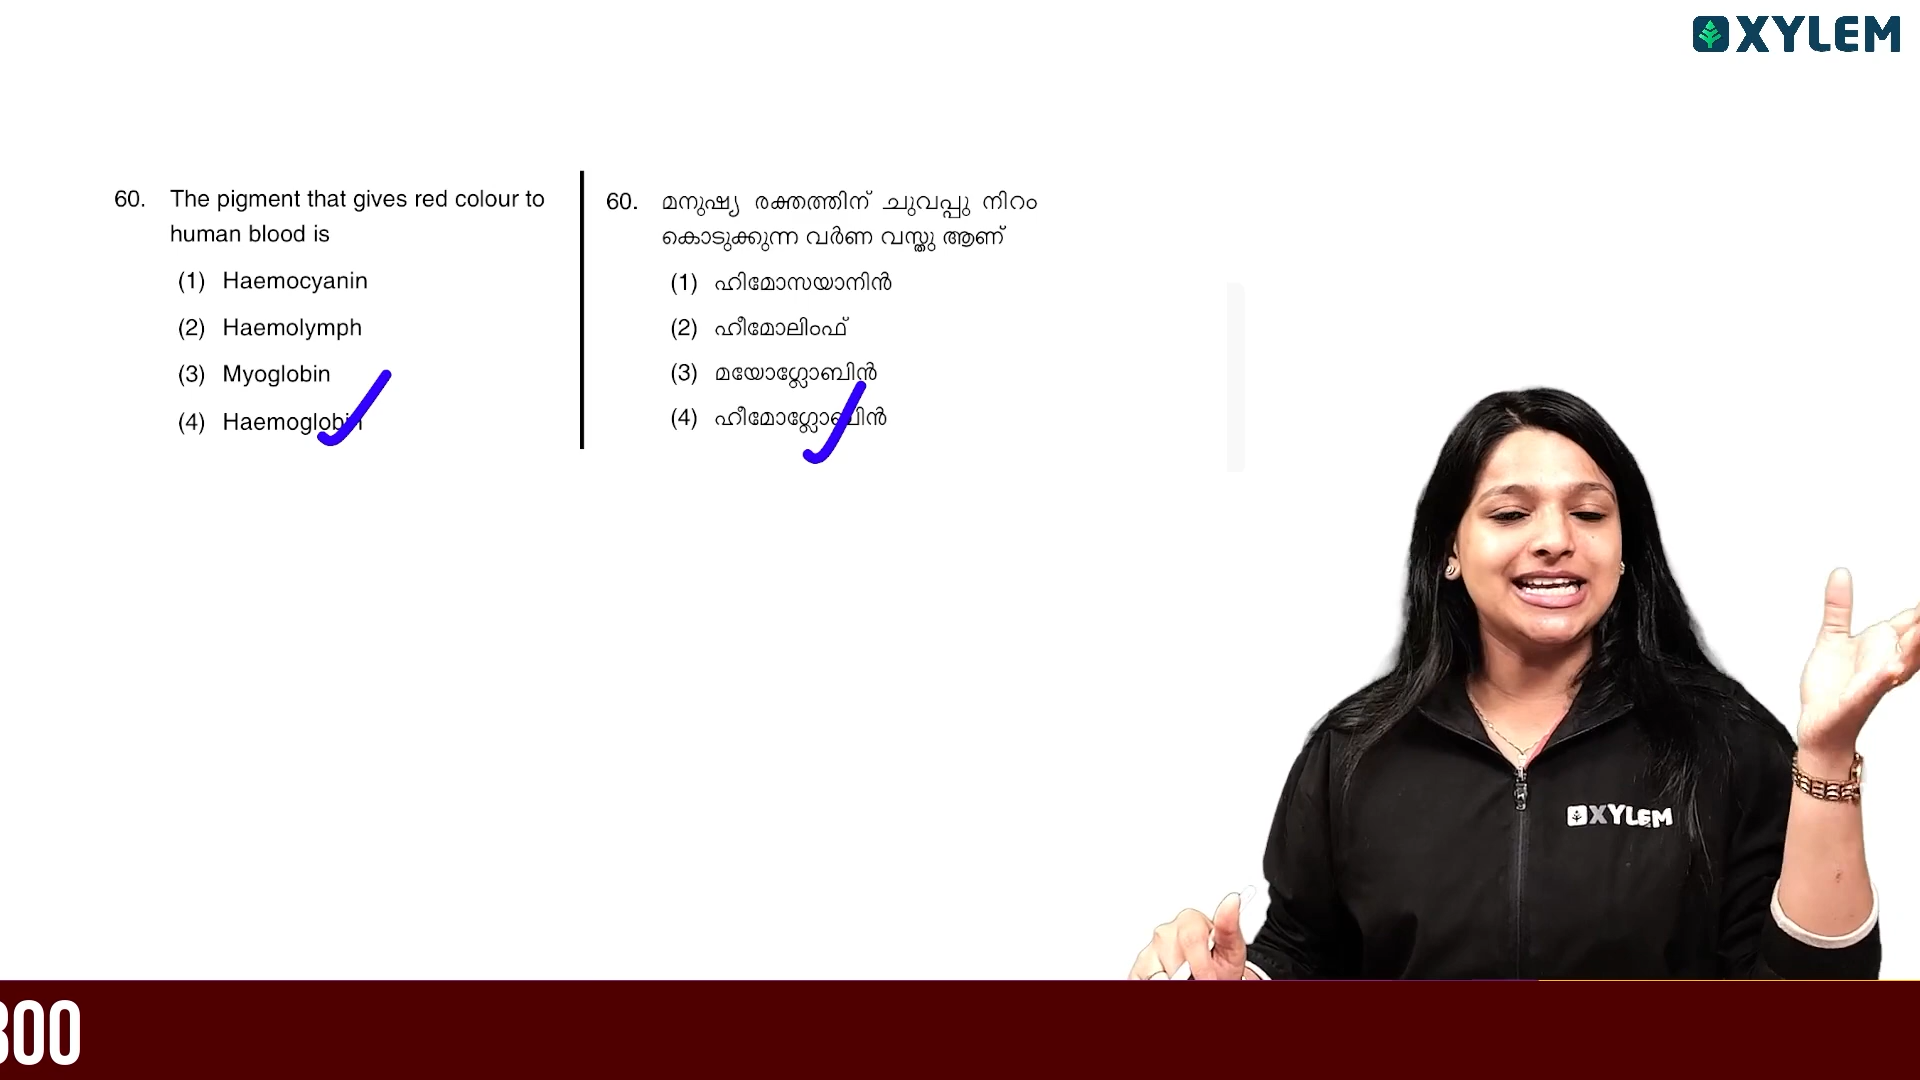 XYLEM
60. The pigment that gives red colour to
human blood is
(1) Haemocyanin
(2) Haemolymph
(3) Myoglobin
(4) Haemoglobin
60. മനുഷ്യ രക്തത്തിന് ചുവപ്പു നിറം
കൊടുക്കുന്ന വർണ വസ്തു ആണ്
(1) ഹിമോസയാനിൻ
(2) ഹീമോലിംഫ്
(3) മയോഗ്ലോബിൻ
(4) ഹീമോഗ്ലോബിൻ
XYLEM